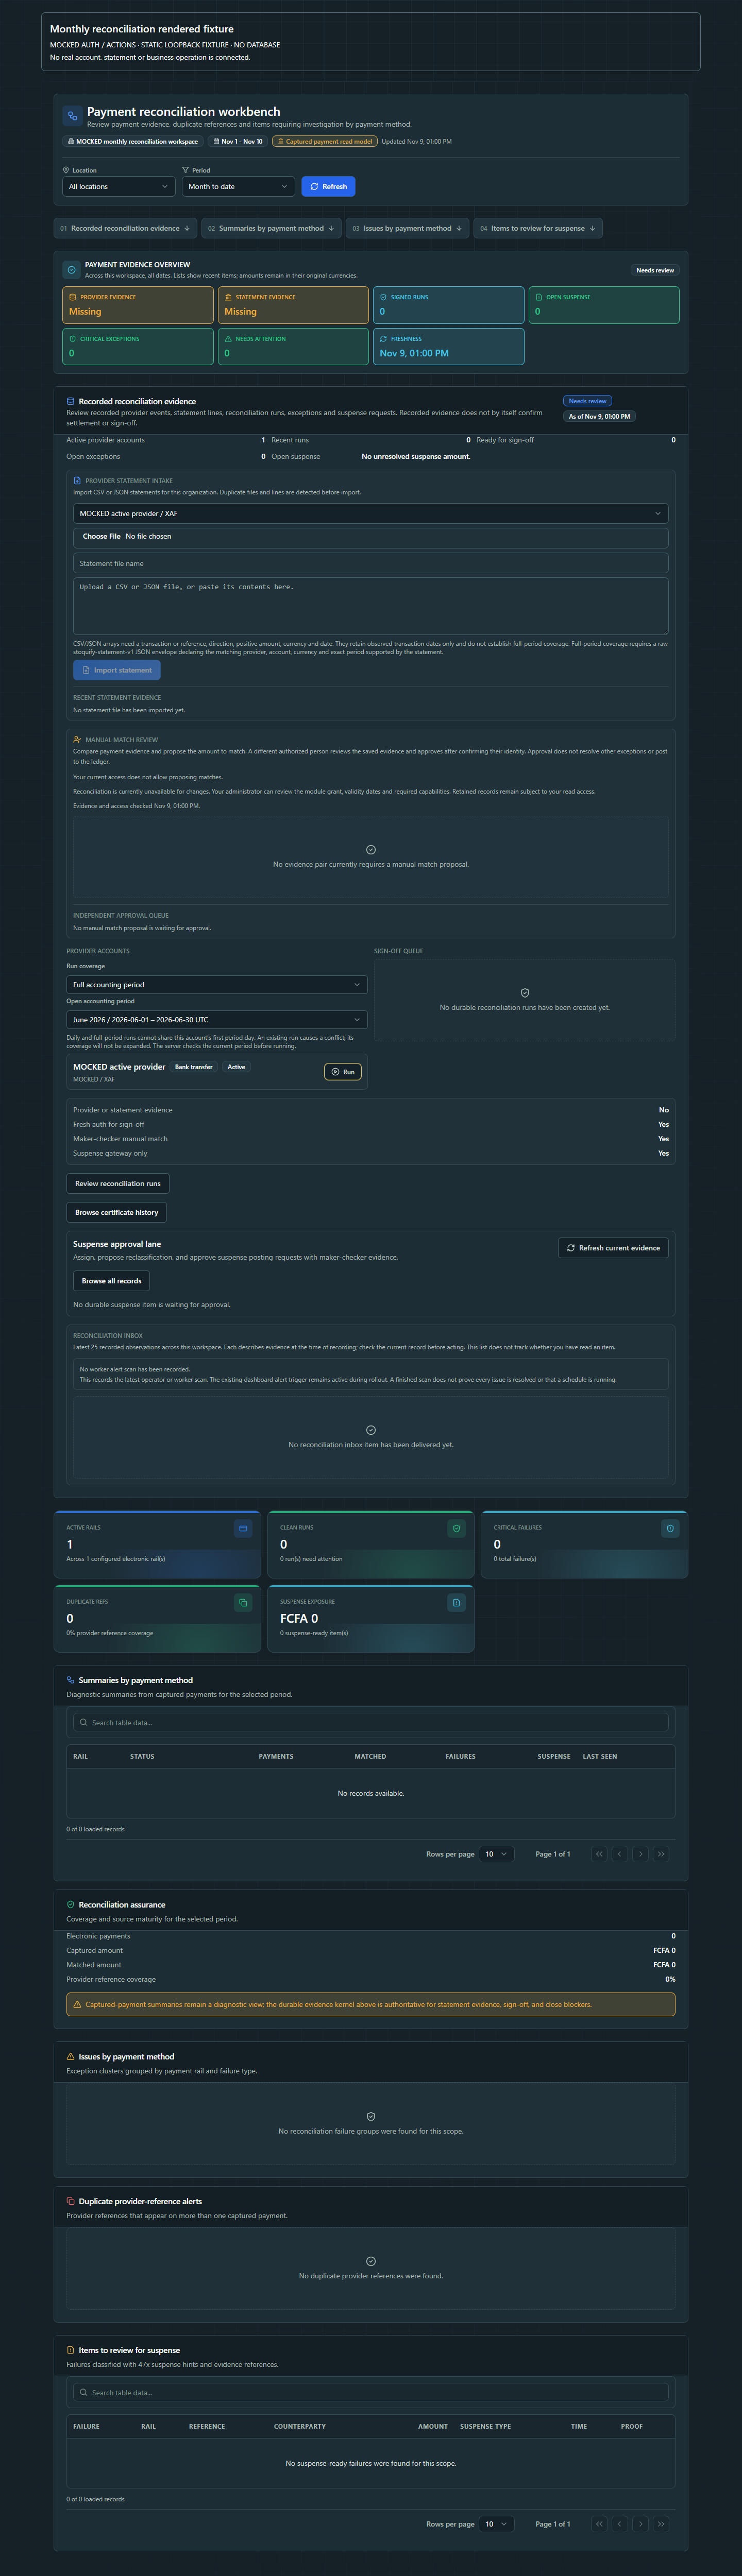 Monthly reconciliation rendered fixture
MOCKED AUTH / ACTIONS · STATIC LOOPBACK FIXTURE · NO DATABASE
No real account, statement or business operation is connected.
Payment reconciliation workbench
Review payment evidence, duplicate references and items requiring investigation by payment method.
MOCKED monthly reconciliation workspace
Nov 1 - Nov 10
Captured payment read model
Updated Nov 9, 01:00 PM
Location
Period
All locations
Month to date
Refresh
01 Recorded reconciliation evidence
02 Summaries by payment method
03 Issues by payment method
04 Items to review for suspense
PAYMENT EVIDENCE OVERVIEW
Across this workspace, all dates. Lists show recent items; amounts remain in their original currencies.
Needs review
PROVIDER EVIDENCE
Missing
STATEMENT EVIDENCE
Missing
SIGNED RUNS
0
OPEN SUSPENSE
0
CRITICAL EXCEPTIONS
0
NEEDS ATTENTION
0
FRESHNESS
Nov 9, 01:00 PM
Recorded reconciliation evidence
Review recorded provider events, statement lines, reconciliation runs, exceptions and suspense requests. Recorded evidence does not by itself confirm
settlement or sign-off.
Needs review
As of Nov 9, 01:00 PM
Active provider accounts 1
Recent runs 0
Ready for sign-off 0
Open exceptions 0
Open suspense No unresolved suspense amount.
PROVIDER STATEMENT INTAKE
Import CSV or JSON statements for this organization. Duplicate files and lines are detected before import.
MOCKED active provider / XAF
Choose File No file chosen
Statement file name
Upload a CSV or JSON file, or paste its contents here.
CSV/JSON arrays need a transaction or reference, direction, positive amount, currency and date. They retain observed transaction dates only and do not establish full-period coverage. Full-period coverage requires a raw
stoquify-statement-v1 JSON envelope declaring the matching provider, account, currency and exact period supported by the statement.
Import statement
RECENT STATEMENT EVIDENCE
No statement file has been imported yet.
MANUAL MATCH REVIEW
Compare payment evidence and propose the amount to match. A different authorized person reviews the saved evidence and approves after confirming their identity. Approval does not resolve other exceptions or post
to the ledger.
Your current access does not allow proposing matches.
Reconciliation is currently unavailable for changes. Your administrator can review the module grant, validity dates and required capabilities. Retained records remain subject to your read access.
Evidence and access checked Nov 9, 01:00 PM.
No evidence pair currently requires a manual match proposal.
INDEPENDENT APPROVAL QUEUE
No manual match proposal is waiting for approval.
PROVIDER ACCOUNTS
Run coverage
Full accounting period
Open accounting period
June 2026 / 2026-06-01 – 2026-06-30 UTC
Daily and full-period runs cannot share this account's first period day. An existing run causes a conflict; its
coverage will not be expanded. The server checks the current period before running.
MOCKED active provider
Bank transfer
Active
MOCKED / XAF
Run
SIGN-OFF QUEUE
No durable reconciliation runs have been created yet.
Provider or statement evidence No
Fresh auth for sign-off Yes
Maker-checker manual match Yes
Suspense gateway only Yes
Review reconciliation runs
Browse certificate history
Suspense approval lane
Assign, propose reclassification, and approve suspense posting requests with maker-checker evidence.
Refresh current evidence
Browse all records
No durable suspense item is waiting for approval.
RECONCILIATION INBOX
Latest 25 recorded observations across this workspace. Each describes evidence at the time of recording; check the current record before acting. This list does not track whether you have read an item.
No worker alert scan has been recorded.
This records the latest operator or worker scan. The existing dashboard alert trigger remains active during rollout. A finished scan does not prove every issue is resolved or that a schedule is running.
No reconciliation inbox item has been delivered yet.
ACTIVE RAILS
1
Across 1 configured electronic rail(s)
CLEAN RUNS
0
0 run(s) need attention
CRITICAL FAILURES
0
0 total failure(s)
DUPLICATE REFS
0
0% provider reference coverage
SUSPENSE EXPOSURE
FCFA 0
0 suspense-ready item(s)
Summaries by payment method
Diagnostic summaries from captured payments for the selected period.
Search table data...
RAIL STATUS PAYMENTS MATCHED FAILURES SUSPENSE LAST SEEN
No records available.
0 of 0 loaded records
Rows per page 10 Page 1 of 1
Reconciliation assurance
Coverage and source maturity for the selected period.
Electronic payments 0
Captured amount FCFA 0
Matched amount FCFA 0
Provider reference coverage 0%
Captured-payment summaries remain a diagnostic view; the durable evidence kernel above is authoritative for statement evidence, sign-off, and close blockers.
Issues by payment method
Exception clusters grouped by payment rail and failure type.
No reconciliation failure groups were found for this scope.
Duplicate provider-reference alerts
Provider references that appear on more than one captured payment.
No duplicate provider references were found.
Items to review for suspense
Failures classified with 47x suspense hints and evidence references.
Search table data...
FAILURE RAIL REFERENCE COUNTERPARTY AMOUNT SUSPENSE TYPE TIME PROOF
No suspense-ready failures were found for this scope.
0 of 0 loaded records
Rows per page 10 Page 1 of 1